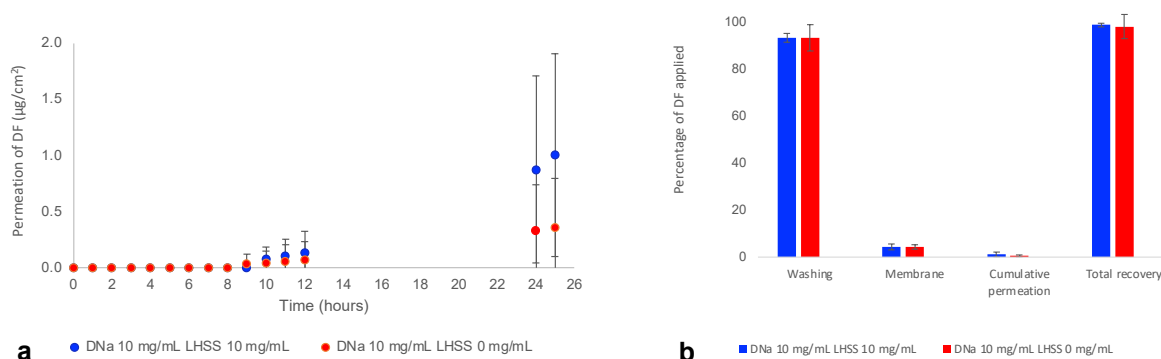 Permeation of DF (µg/cm²)
2.0
1.5
1.0
0.5
0.0
0 2 4 6 8 10 12 14 16 18 20 22 24 26
Time (hours)
a
DNa 10 mg/mL LHSS 10 mg/mL DNa 10 mg/mL LHSS 0 mg/mL
Percentage of DF applied
100
80
60
40
20
0
Washing Membrane Cumulative Total recovery
permeation
b
DNa 10 mg/mL LHSS 10 mg/mL DNa 10 mg/mL LHSS 0 mg/mL